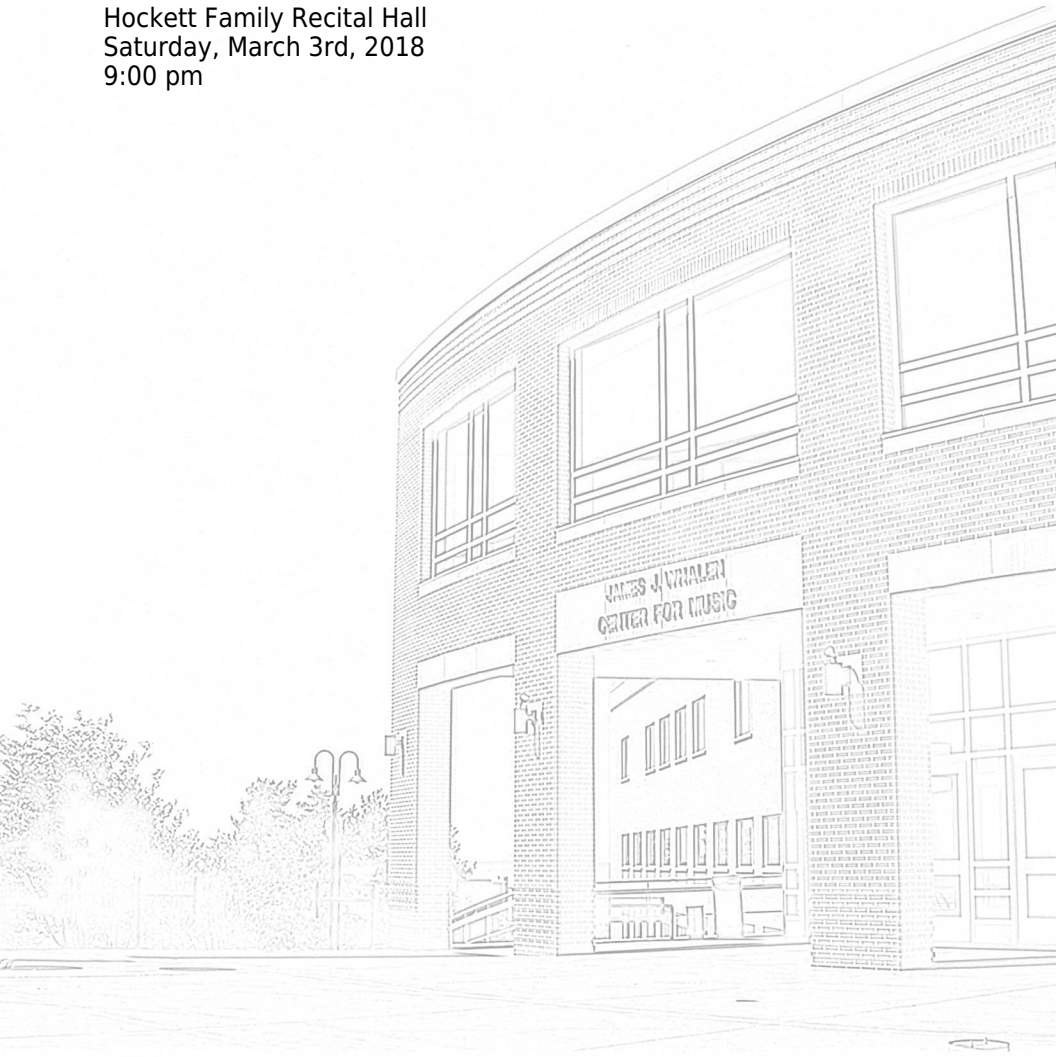 Hockett Family Recital Hall
Saturday, March 3rd, 2018
9:00 pm
JAMES J. WHALEN
CENTER FOR MUSIC